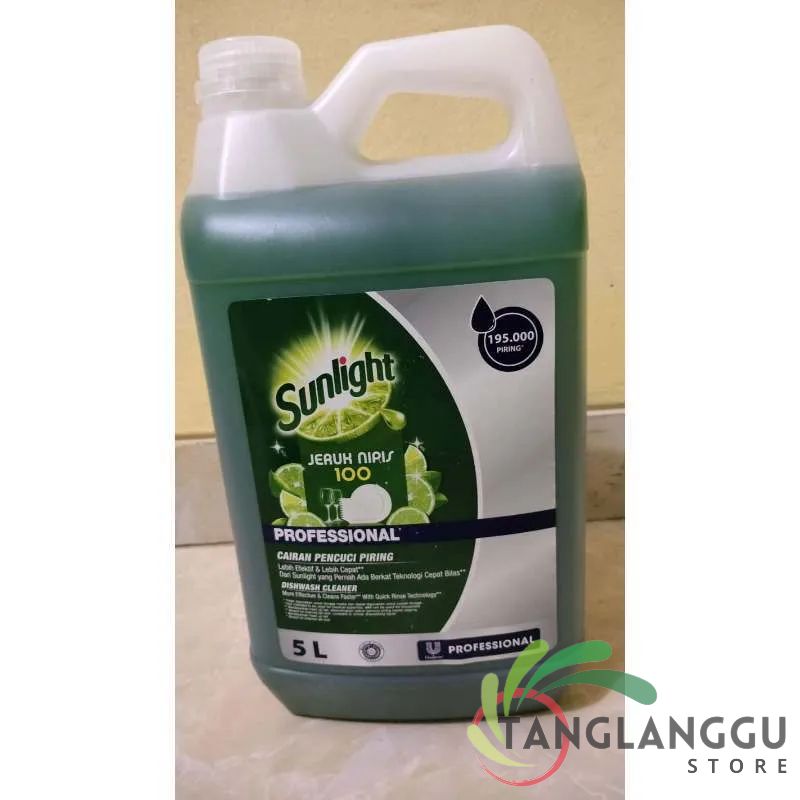 195.000
PIRING*
Sunlight
JERUK NIPIS
100
PROFESSIONAL
CAIRAN PENCUCI PIRING
Lebih Efektif & Lebih Cepat**
Dari Sunlight yang Pernah Ada Berkat Teknologi Cepat Bilas**
DISHWASH CLEANER
More Effective & Cleans Faster** With Quick Rinse Technology**
5 L
Unilever
PROFESSIONAL
TANGLANGGU
STORE